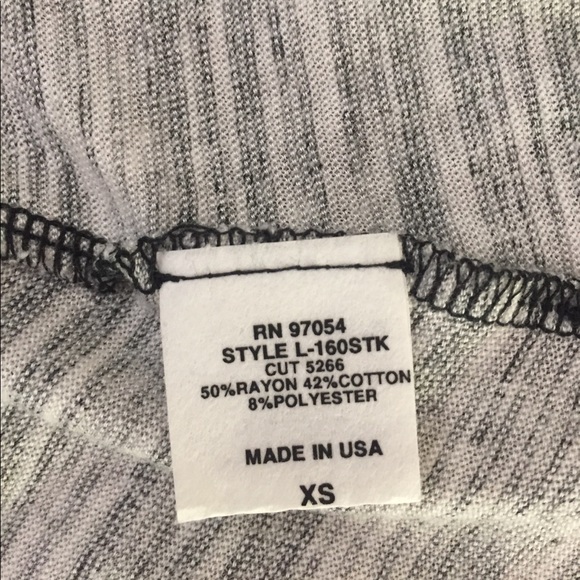 RN 97054
STYLE L-160STK
CUT 5266
50%RAYON 42%COTTON
8%POLYESTER
MADE IN USA
XS